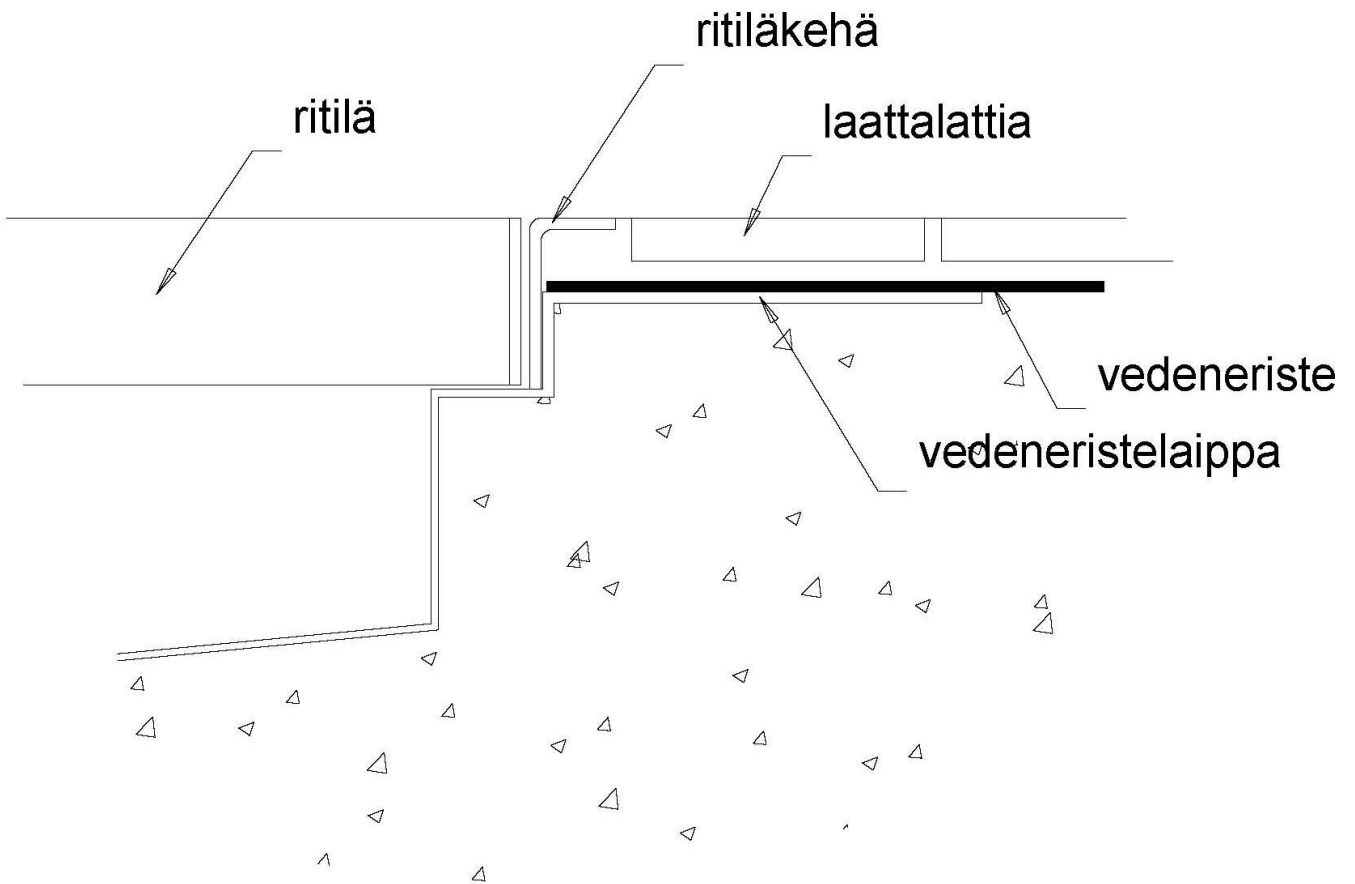 ritiläkehä
ritilä
laattalattia
vedeneriste
vedeneristelaippa